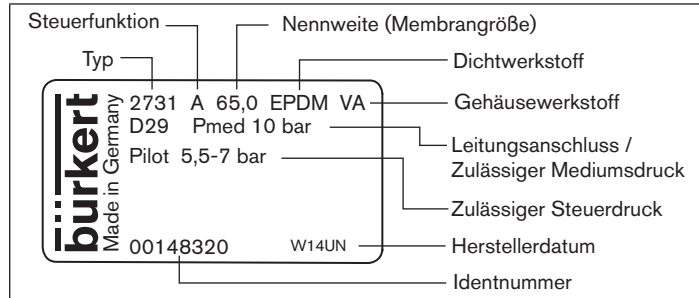 Steuerfunktion
Nennweite (Membrangröße)
Typ
Dichtwerkstoff
2731 A 65,0 EPDM VA
Gehäusewerkstoff
D29 Pmed 10 bar
Leitungsanschluss /
Zulässiger Mediumsdruck
Pilot 5,5-7 bar
Zulässiger Steuerdruck
burkert
Made in Germany
00148320 W14UN
Herstellerdatum
Identnummer